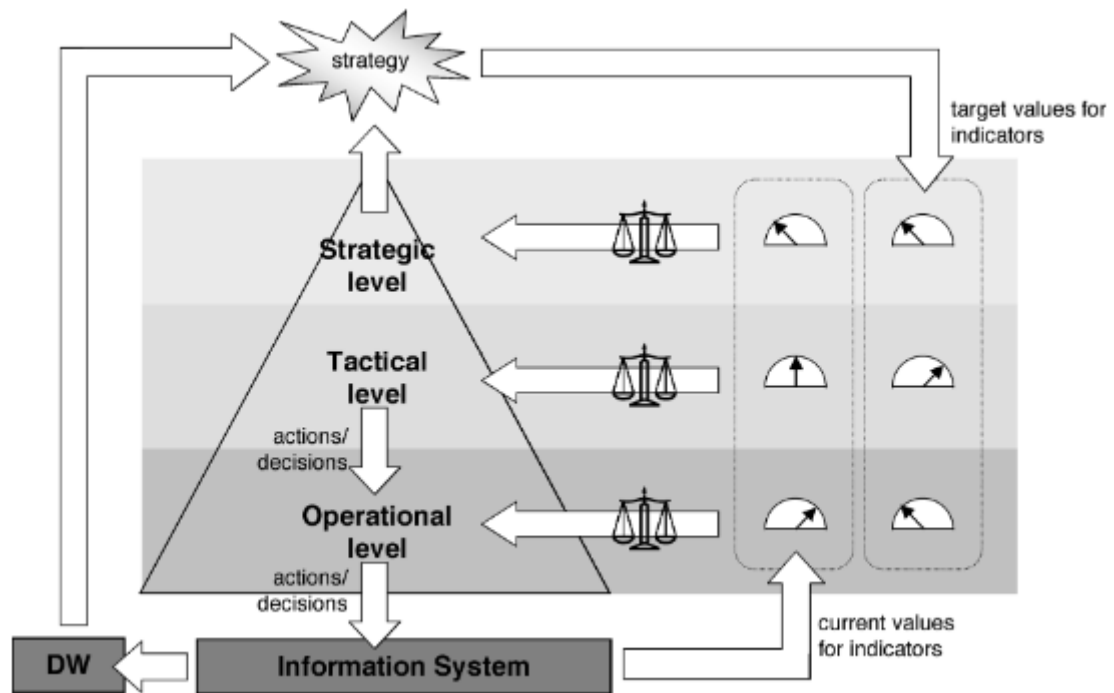 strategy
target values for
indicators
Strategic
level
Tactical
level
actions/
decisions
Operational
level
actions/
decisions
current values
for indicators
DW
Information System